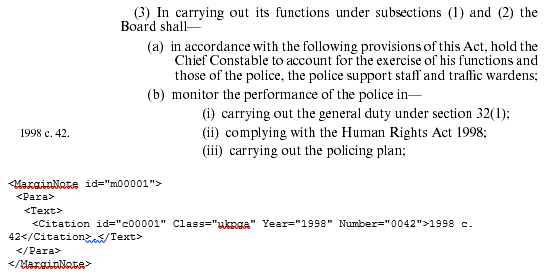 (3) In carrying out its functions under subsections (1) and (2) the
Board shall—
(a) in accordance with the following provisions of this Act, hold the
Chief Constable to account for the exercise of his functions and
those of the police, the police support staff and traffic wardens;
(b) monitor the performance of the police in—
(i) carrying out the general duty under section 32(1);
1998 c. 42. (ii) complying with the Human Rights Act 1998;
(iii) carrying out the policing plan;
<MarginNote id="m00001">
<Para>
<Text>
<Citation id="c00001" Class="ukpga" Year="1998" Number="0042">1998 c.
42</Citation>.</Text>
</Para>
</MarginNote>